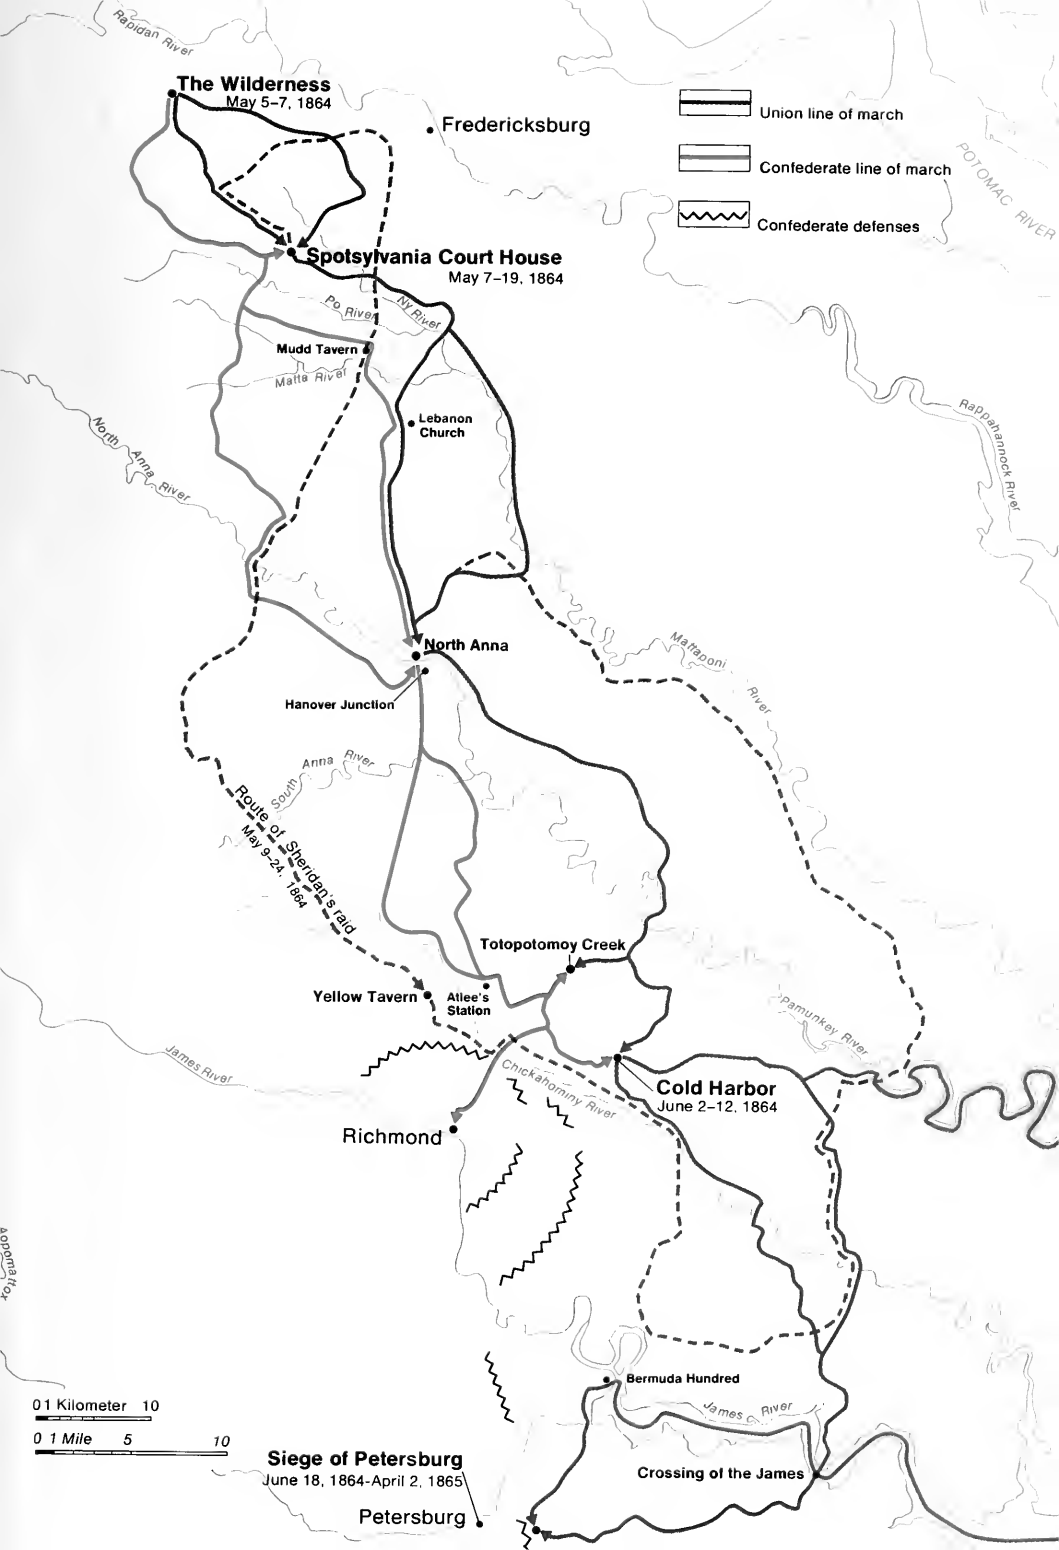 Rapidan River
The Wilderness
May 5–7, 1864
Fredericksburg
Union line of march
Confederate line of march
Confederate defenses
POTOMAC RIVER
Spotsylvania Court House
May 7–19, 1864
Po River
Ny River
Mudd Tavern
Matta River
Lebanon
Church
North Anna River
Rappahannock River
North Anna
Mattaponi River
Hanover Junction
South Anna River
Route of Sheridan's raid
May 9–24, 1864
Totopotomoy Creek
Yellow Tavern
Atlee's
Station
Pamunkey River
James River
Chickahominy River
Cold Harbor
June 2–12, 1864
Richmond
Bermuda Hundred
James River
01 Kilometer 10
0 1 Mile 5 10
Siege of Petersburg
June 18, 1864-April 2, 1865
Crossing of the James
Petersburg